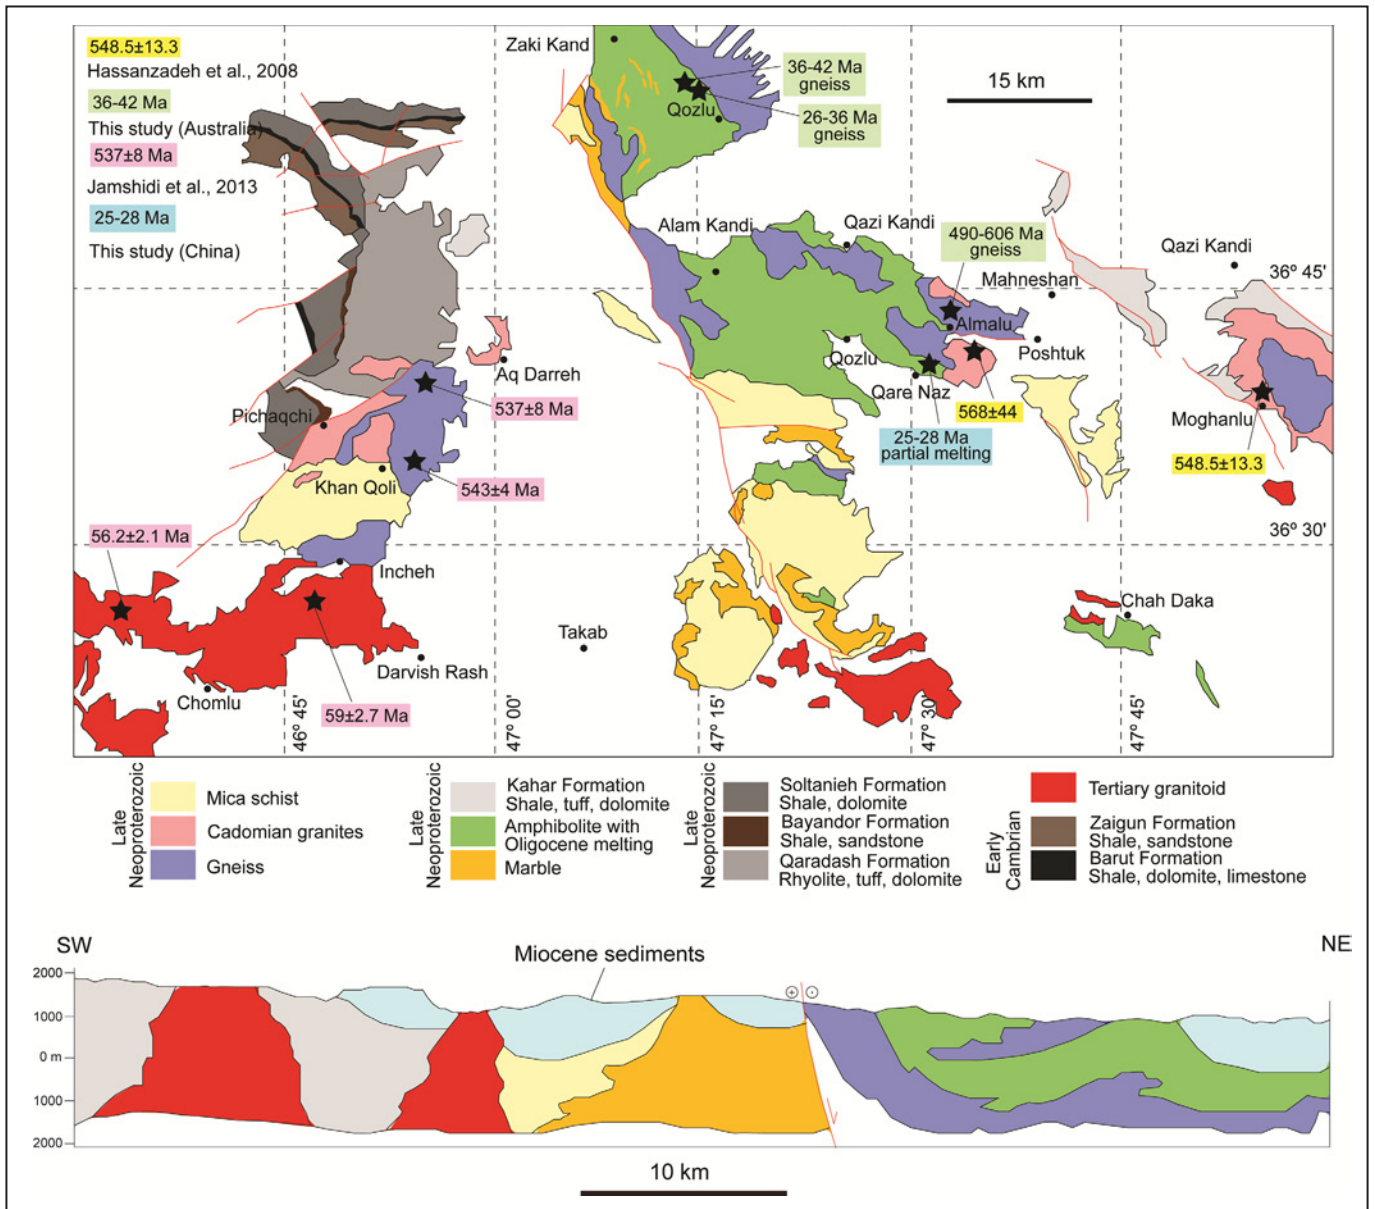 548.5±13.3
Hassanzadeh et al., 2008
36-42 Ma
This study (Australia)
537±8 Ma
Jamshidi et al., 2013
25-28 Ma
This study (China)
Zaki Kand
Qozlu
36-42 Ma
gneiss
26-36 Ma
gneiss
15 km
Alam Kandi
Qazi Kandi
490-606 Ma
gneiss
Mahneshan
Qazi Kandi
36º 45'
Almalu
Poshtuk
Qozlu
Qare Naz
Aq Darreh
537±8 Ma
Pichaqchi
568±44
Moghanlu
25-28 Ma
partial melting
548.5±13.3
Khan Qoli
543±4 Ma
56.2±2.1 Ma
36º 30'
Incheh
Chah Daka
Takab
Darvish Rash
Chomlu
59±2.7 Ma
46º 45'
47º 00'
47º 15'
47º 30'
47º 45'
Late
Neoproterozoic
Mica schist
Cadomian granites
Gneiss
Late
Neoproterozoic
Kahar Formation
Shale, tuff, dolomite
Amphibolite with
Oligocene melting
Marble
Late
Neoproterozoic
Soltanieh Formation
Shale, dolomite
Bayandor Formation
Shale, sandstone
Qaradash Formation
Rhyolite, tuff, dolomite
Tertiary granitoid
Early
Cambrian
Zaigun Formation
Shale, sandstone
Barut Formation
Shale, dolomite, limestone
SW
NE
Miocene sediments
2000
1000
0 m
1000
2000
10 km